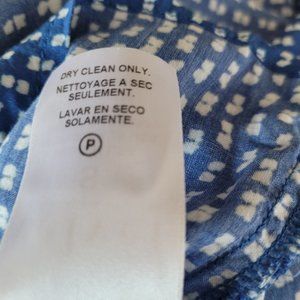 DRY CLEAN ONLY.
NETTOYAGE A SEC
SEULEMENT.
LAVAR EN SECO
SOLAMENTE.
P